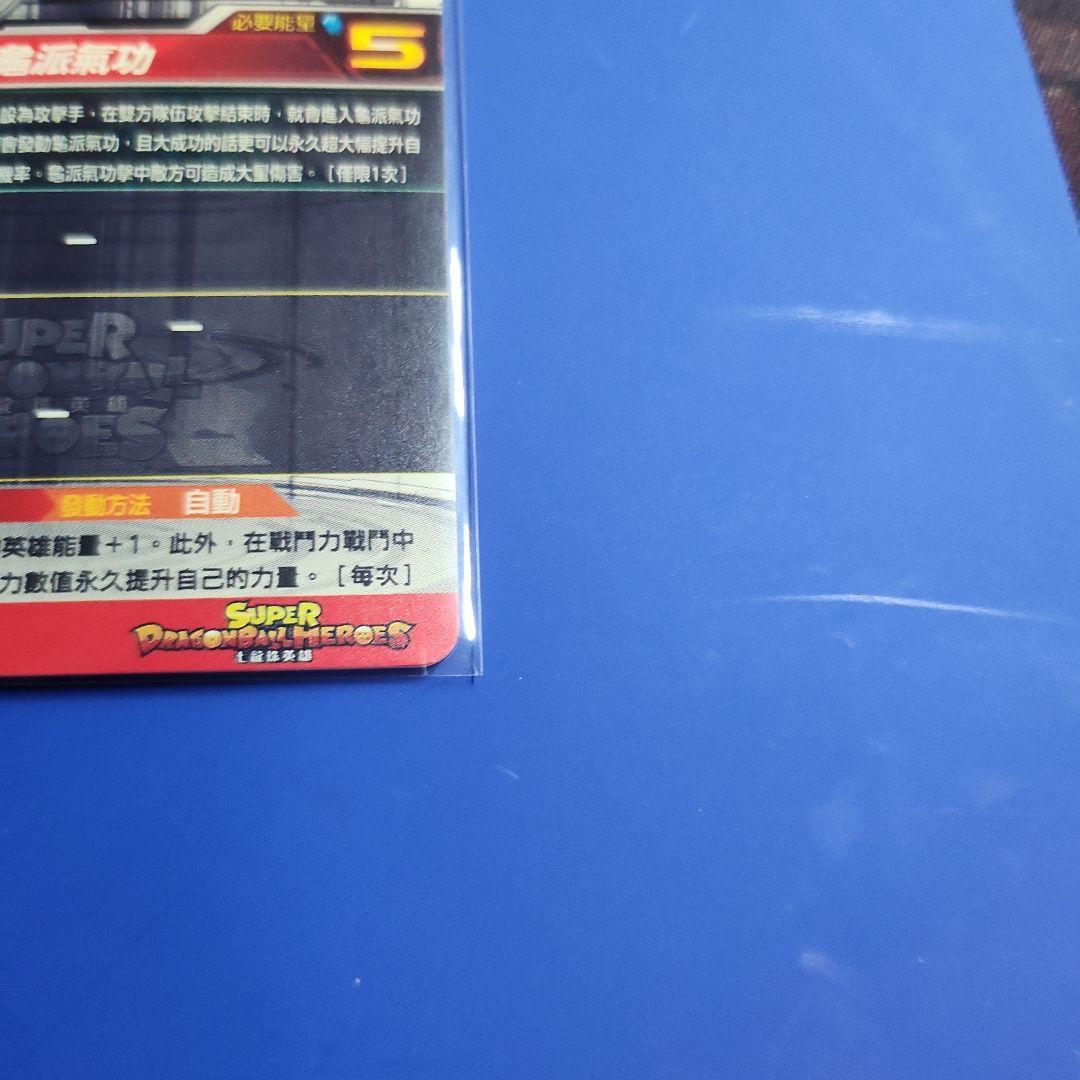 必要能量 5
龜派氣功
設為攻擊手，在雙方隊伍攻擊結束時，就會進入龜派氣功
會發動龜派氣功，且大成功的話更可以永久超大幅提升自
機率。龜派氣功擊中敵方可造成大量傷害。［僅限1次］
SUPER
DRAGONBALL
英雄
HEROES
發動方法 自動
英雄能量＋1。此外，在戰鬥力戰鬥中
力數值永久提升自己的力量。［每次］
SUPER
DRAGONBALL HEROES
七龍珠英雄